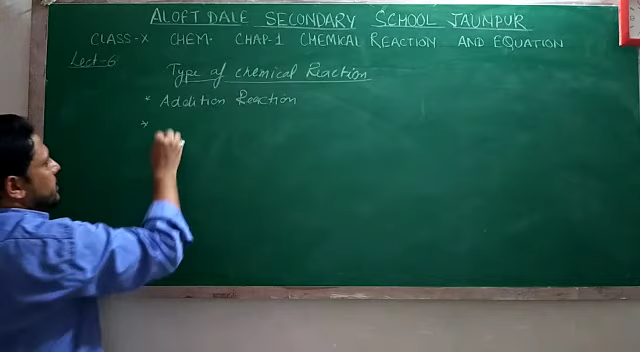 ALOFT DALE SECONDARY SCHOOL JAUNPUR
CLASS-X CHEM. CHAP-1 CHEMICAL REACTION AND EQUATION
Lect-6
Type of chemical Reaction
* Addition Reaction
*